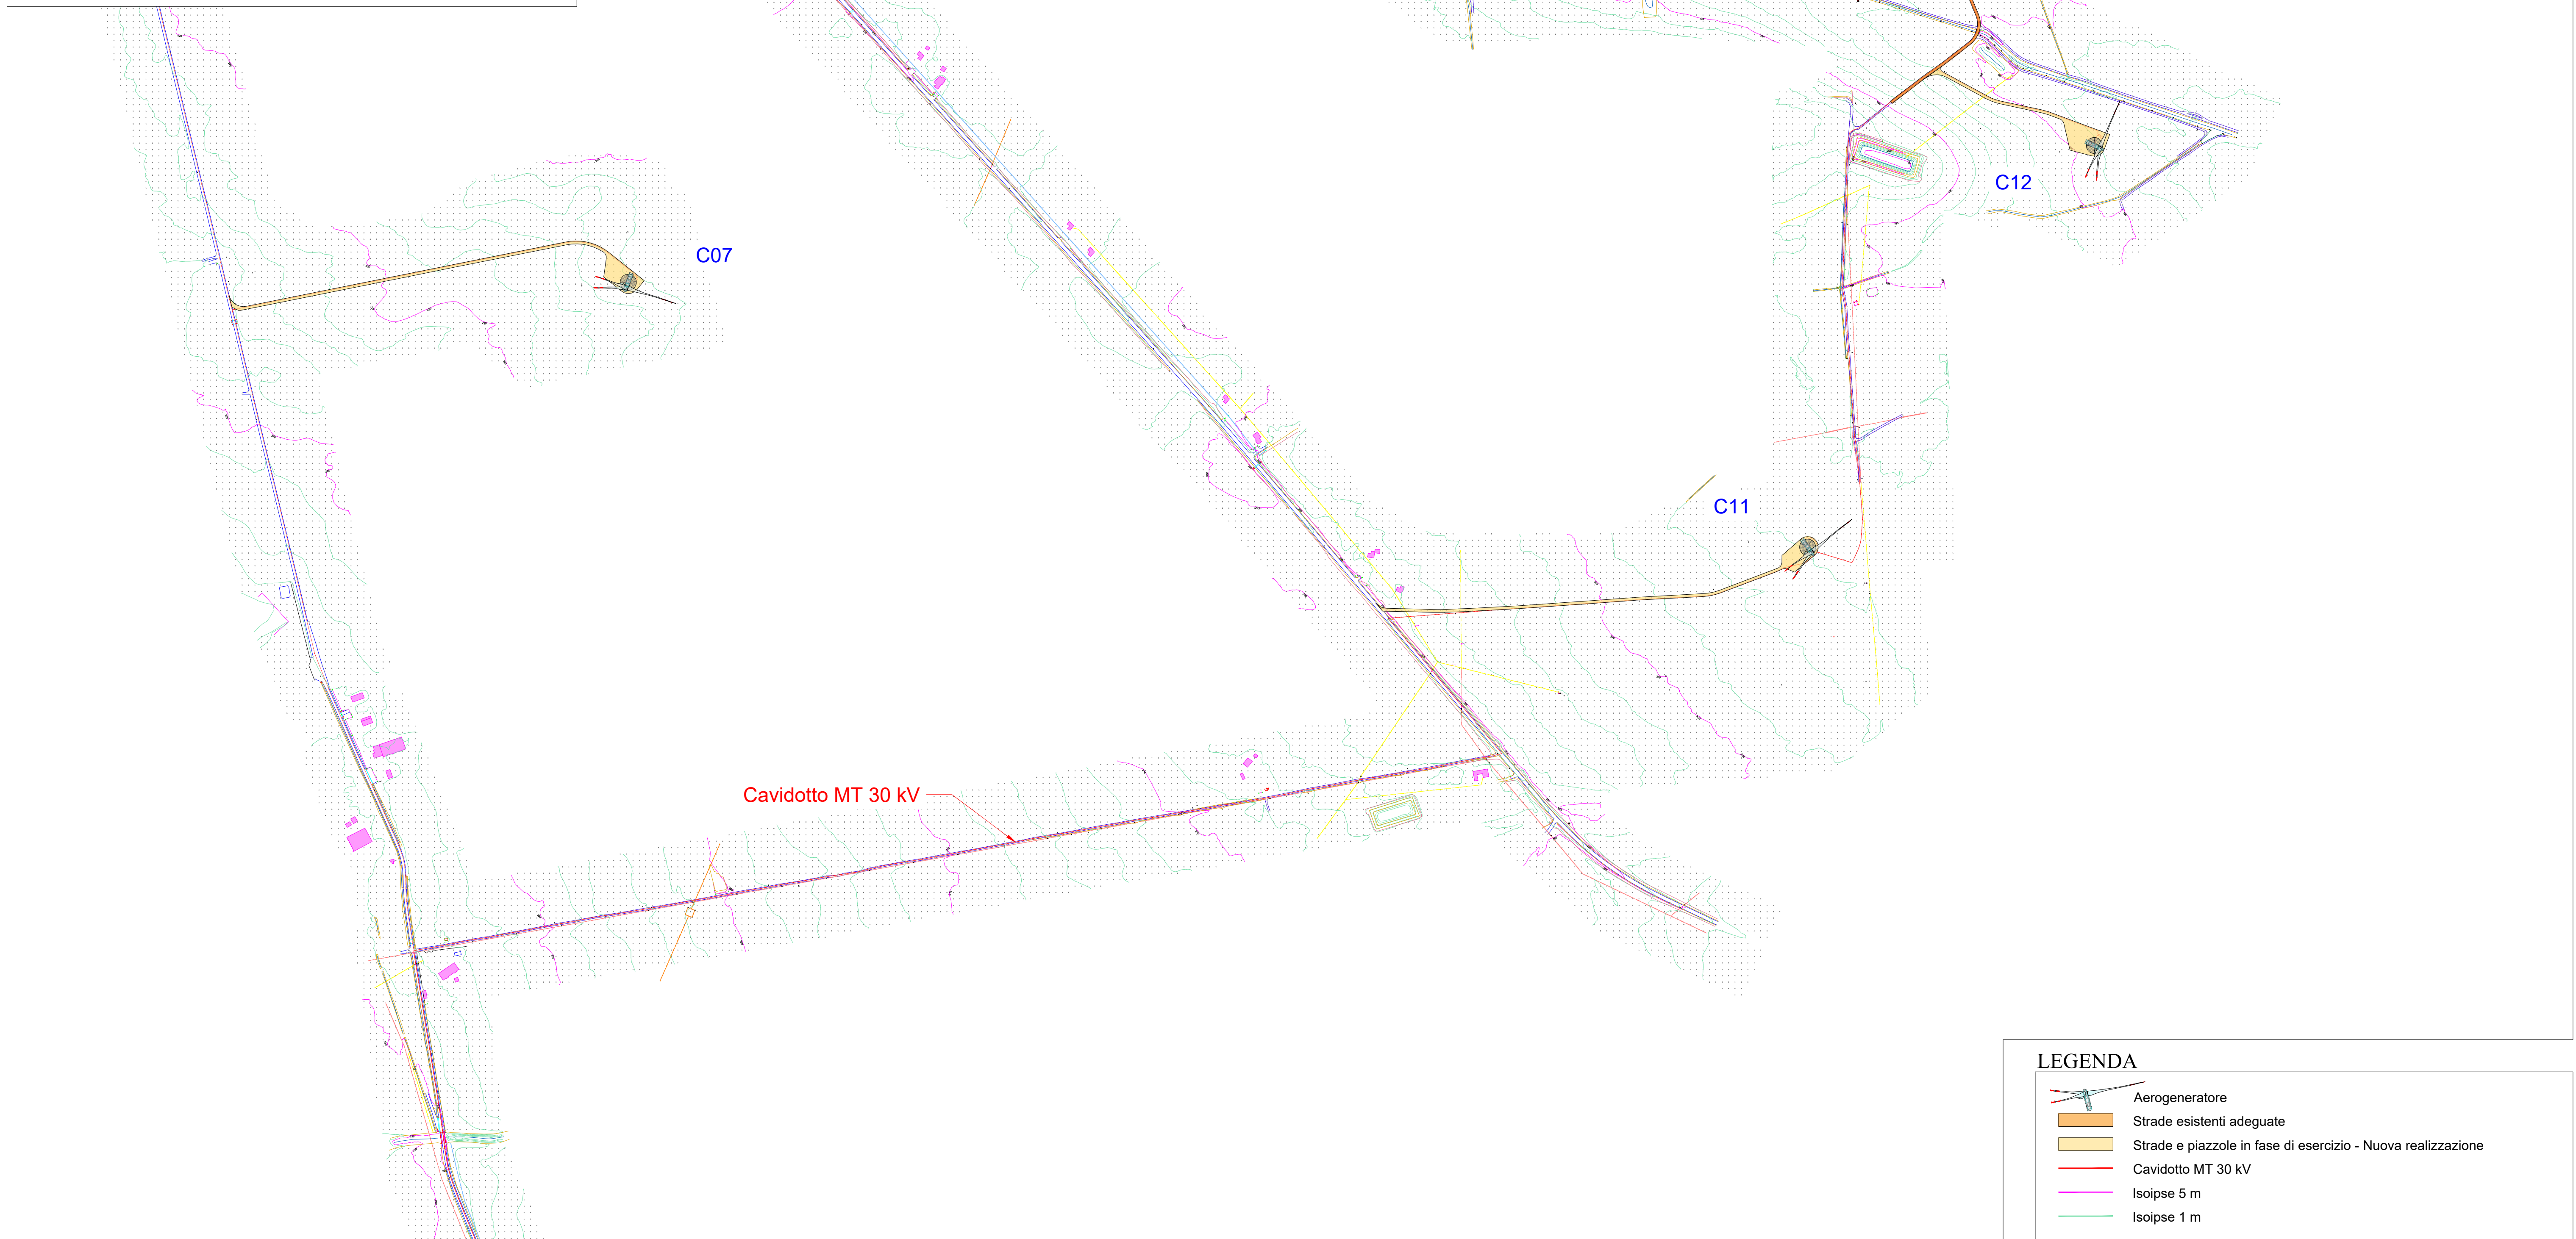 C12
C07
C11
Cavidotto MT 30 kV
LEGENDA
Aerogeneratore
Strade esistenti adeguate
Strade e piazzole in fase di esercizio - Nuova realizzazione
Cavidotto MT 30 kV
Isoipse 5 m
Isoipse 1 m